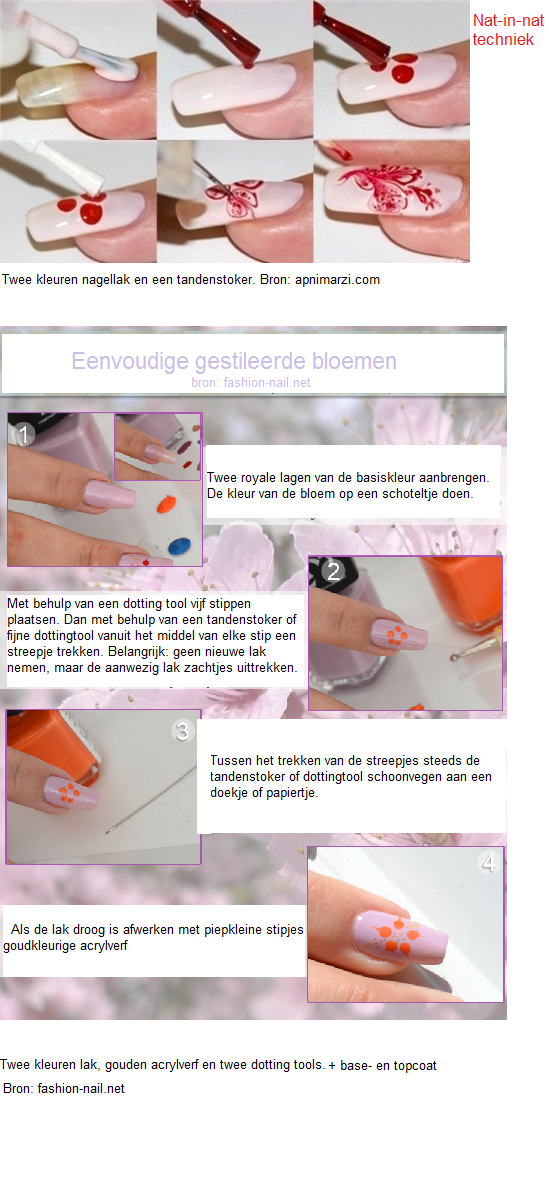 Nat-in-nat
techniek
Twee kleuren nagellak en een tandenstoker. Bron: apnimarzi.com
Eenvoudige gestileerde bloemen
bron: fashion-nail.net
1
Twee royale lagen van de basiskleur aanbrengen.
De kleur van de bloem op een schoteltje doen.
2
Met behulp van een dotting tool vijf stippen
plaatsen. Dan met behulp van een tandenstoker of
fijne dottingtool vanuit het middel van elke stip een
streepje trekken. Belangrijk: geen nieuwe lak
nemen, maar de aanwezig lak zachtjes uittrekken.
3
Tussen het trekken van de streepjes steeds de
tandenstoker of dottingtool schoonvegen aan een
doekje of papiertje.
4
Als de lak droog is afwerken met piepkleine stipjes
goudkleurige acrylverf
Twee kleuren lak, gouden acrylverf en twee dotting tools. + base- en topcoat
Bron: fashion-nail.net